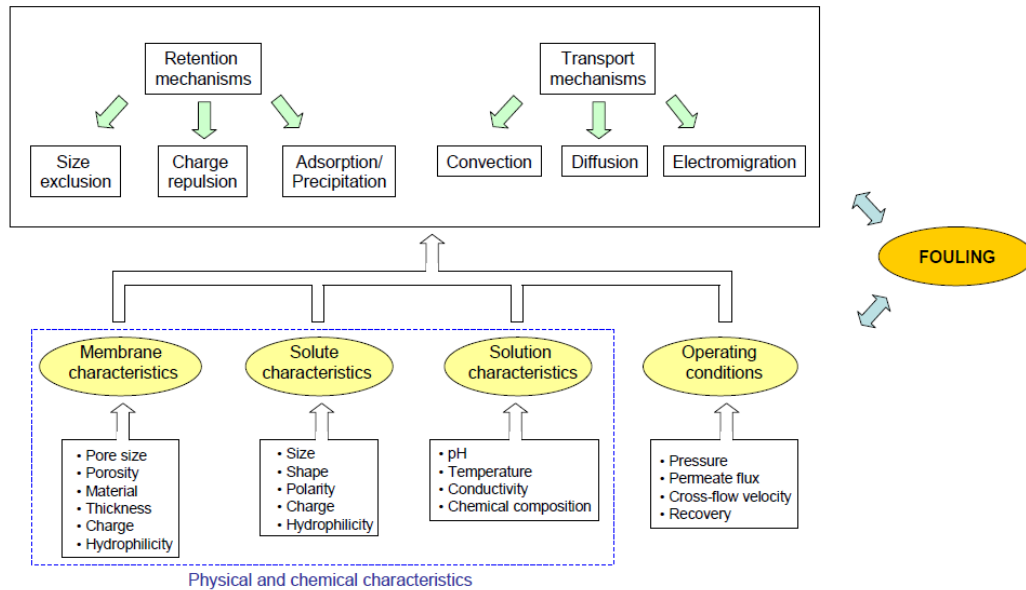 Retention
mechanisms
Transport
mechanisms
Size
exclusion
Charge
repulsion
Adsorption/
Precipitation
Convection
Diffusion
Electromigration
FOULING
Membrane
characteristics
Solute
characteristics
Solution
characteristics
Operating
conditions
• Pore size
• Porosity
• Material
• Thickness
• Charge
• Hydrophilicity
• Size
• Shape
• Polarity
• Charge
• Hydrophilicity
• pH
• Temperature
• Conductivity
• Chemical composition
• Pressure
• Permeate flux
• Cross-flow velocity
• Recovery
Physical and chemical characteristics